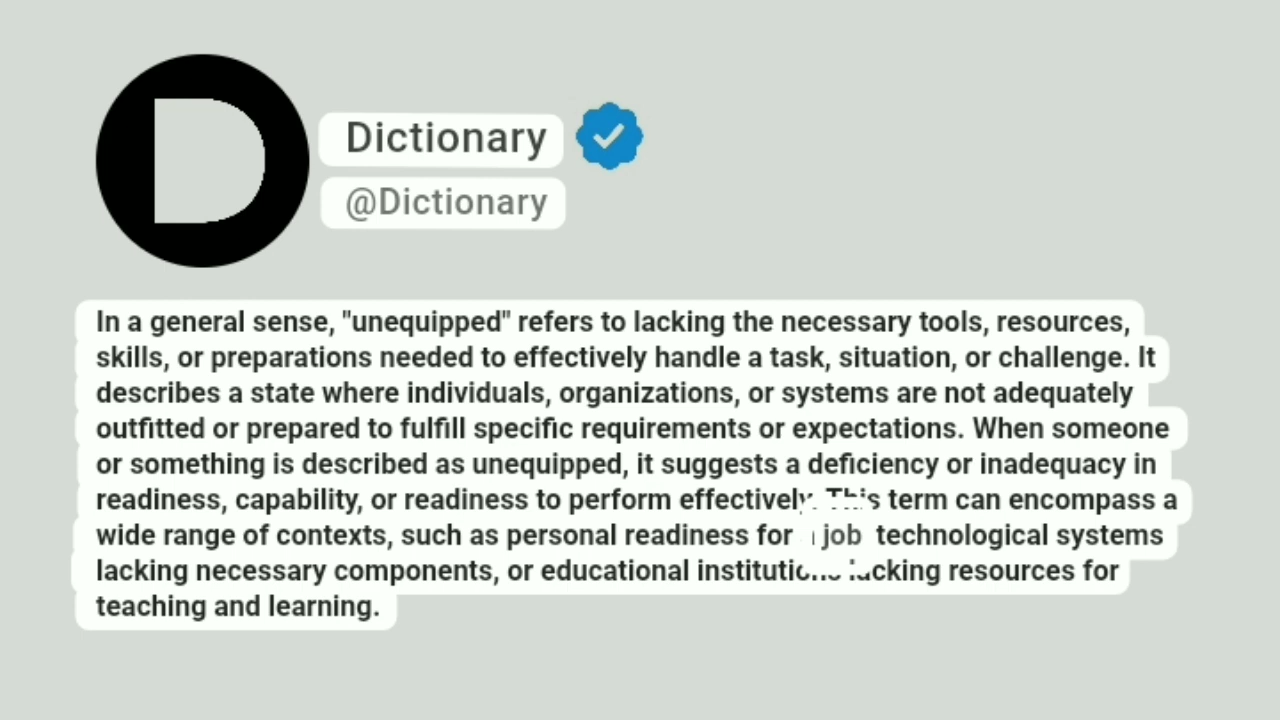 D
Dictionary
@Dictionary
In a general sense, "unequipped" refers to lacking the necessary tools, resources,
skills, or preparations needed to effectively handle a task, situation, or challenge. It
describes a state where individuals, organizations, or systems are not adequately
outfitted or prepared to fulfill specific requirements or expectations. When someone
or something is described as unequipped, it suggests a deficiency or inadequacy in
readiness, capability, or readiness to perform effectively. This term can encompass a
wide range of contexts, such as personal readiness for job technological systems
lacking necessary components, or educational institutions lacking resources for
teaching and learning.